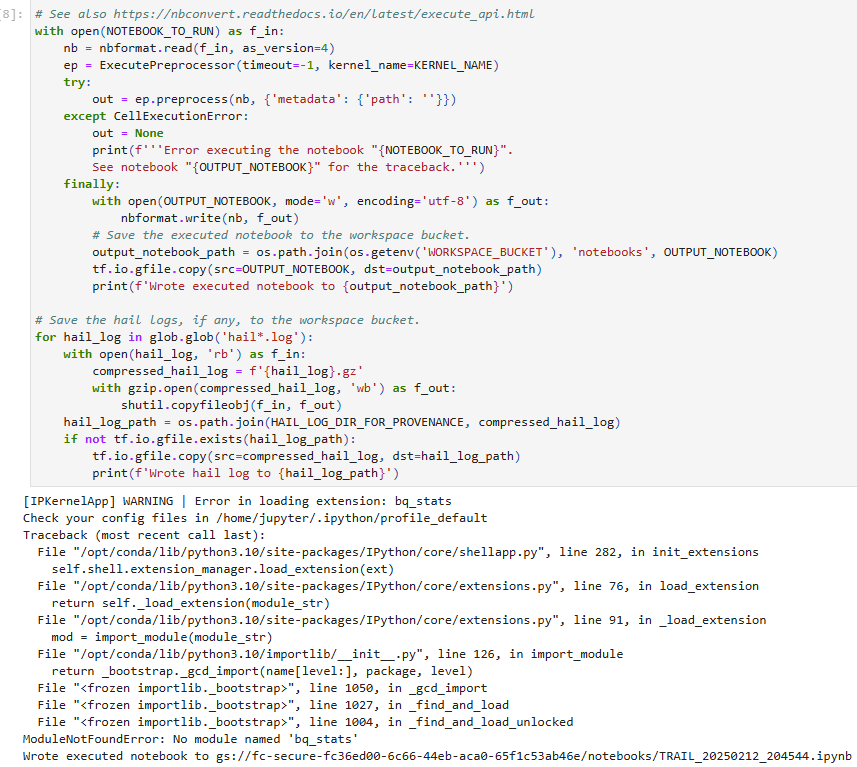 [8]: # See also https://nbconvert.readthedocs.io/en/latest/execute_api.html
with open(NOTEBOOK_TO_RUN) as f_in:
    nb = nbformat.read(f_in, as_version=4)
    ep = ExecutePreprocessor(timeout=-1, kernel_name=KERNEL_NAME)
    try:
        out = ep.preprocess(nb, {'metadata': {'path': ''}})
    except CellExecutionError:
        out = None
        print(f'''Error executing the notebook "{NOTEBOOK_TO_RUN}".
        See notebook "{OUTPUT_NOTEBOOK}" for the traceback.''')
    finally:
        with open(OUTPUT_NOTEBOOK, mode='w', encoding='utf-8') as f_out:
            nbformat.write(nb, f_out)
        # Save the executed notebook to the workspace bucket.
        output_notebook_path = os.path.join(os.getenv('WORKSPACE_BUCKET'), 'notebooks', OUTPUT_NOTEBOOK)
        tf.io.gfile.copy(src=OUTPUT_NOTEBOOK, dst=output_notebook_path)
        print(f'Wrote executed notebook to {output_notebook_path}')

# Save the hail logs, if any, to the workspace bucket.
for hail_log in glob.glob('hail*.log'):
    with open(hail_log, 'rb') as f_in:
        compressed_hail_log = f'{hail_log}.gz'
        with gzip.open(compressed_hail_log, 'wb') as f_out:
            shutil.copyfileobj(f_in, f_out)
    hail_log_path = os.path.join(HAIL_LOG_DIR_FOR_PROVENANCE, compressed_hail_log)
    if not tf.io.gfile.exists(hail_log_path):
        tf.io.gfile.copy(src=compressed_hail_log, dst=hail_log_path)
        print(f'Wrote hail log to {hail_log_path}')
[IPKernelApp] WARNING | Error in loading extension: bq_stats
Check your config files in /home/jupyter/.ipython/profile_default
Traceback (most recent call last):
  File "/opt/conda/lib/python3.10/site-packages/IPython/core/shellapp.py", line 282, in init_extensions
    self.shell.extension_manager.load_extension(ext)
  File "/opt/conda/lib/python3.10/site-packages/IPython/core/extensions.py", line 76, in load_extension
    return self._load_extension(module_str)
  File "/opt/conda/lib/python3.10/site-packages/IPython/core/extensions.py", line 91, in _load_extension
    mod = import_module(module_str)
  File "/opt/conda/lib/python3.10/importlib/__init__.py", line 126, in import_module
    return _bootstrap._gcd_import(name[level:], package, level)
  File "<frozen importlib._bootstrap>", line 1050, in _gcd_import
  File "<frozen importlib._bootstrap>", line 1027, in _find_and_load
  File "<frozen importlib._bootstrap>", line 1004, in _find_and_load_unlocked
ModuleNotFoundError: No module named 'bq_stats'
Wrote executed notebook to gs://fc-secure-fc36ed00-6c66-44eb-aca0-65f1c53ab46e/notebooks/TRAIL_20250212_204544.ipynb